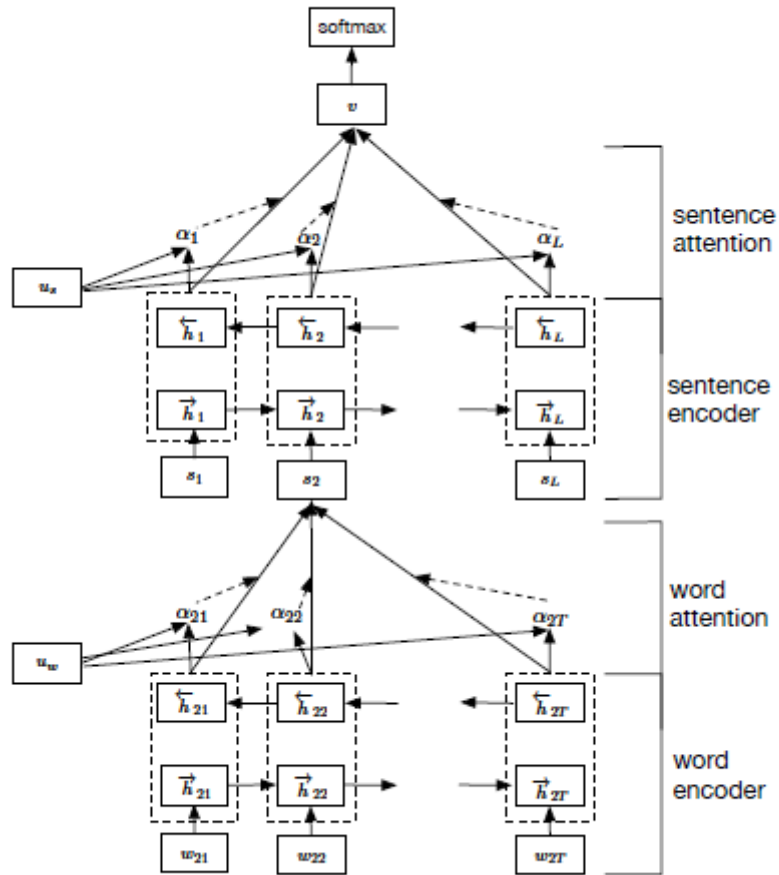 softmax
v
sentence
attention
α1 α2 αL
us
←h1 ←h2 ←hL
sentence
encoder
→h1 →h2 →hL
s1 s2 sL
word
attention
α21 α22 α2T
uw
←h21 ←h22 ←h2T
word
encoder
→h21 →h22 →h2T
w21 w22 w2T